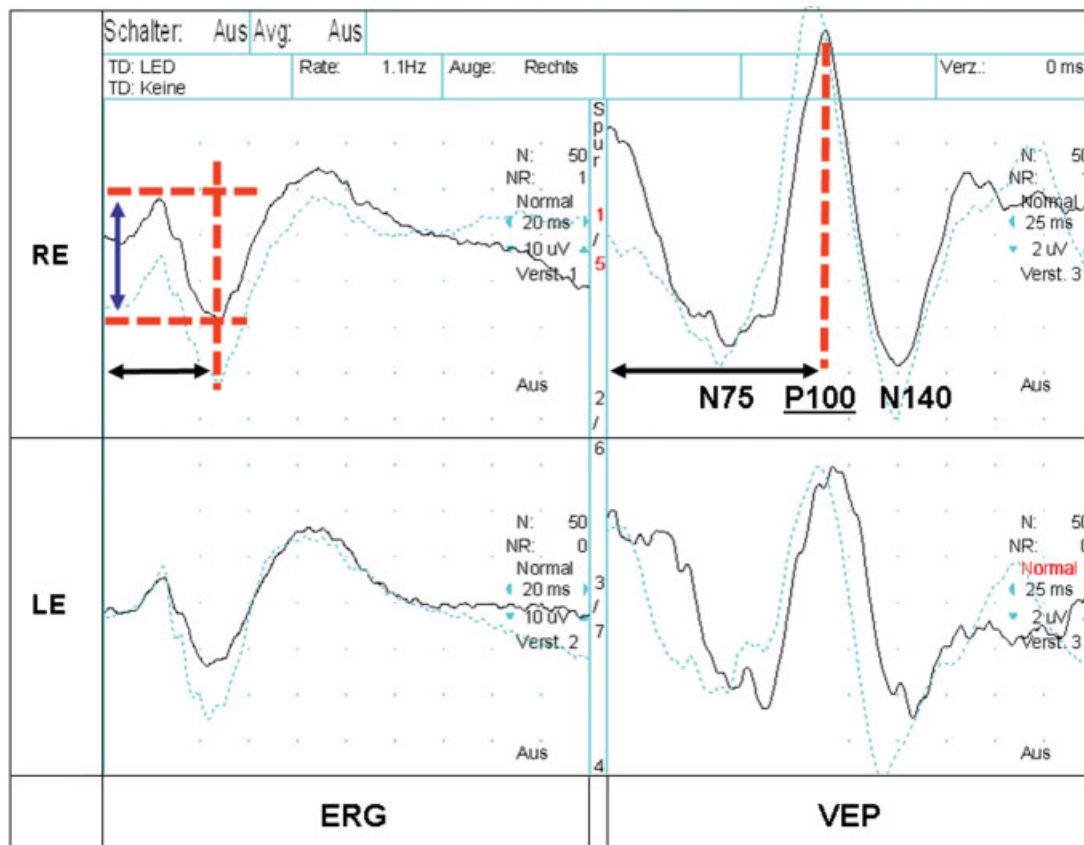 Schalter: Aus Avg: Aus
TD: LED Rate: 1.1Hz Auge: Rechts Verz.: 0 ms
TD: Keine
RE
N: 50
NR: 1
Normal
20 ms
10 uV
Verst. 1
Aus
Spur
1/5
2/6
N: 50
NR: 1
Normal
25 ms
2 uV
Verst. 3
Aus
N75 P100 N140
LE
N: 50
NR: 0
Normal
20 ms
10 uV
Verst. 2
Aus
3/7
4
N: 50
NR: 0
Normal
25 ms
2 uV
Verst. 3
Aus
ERG VEP